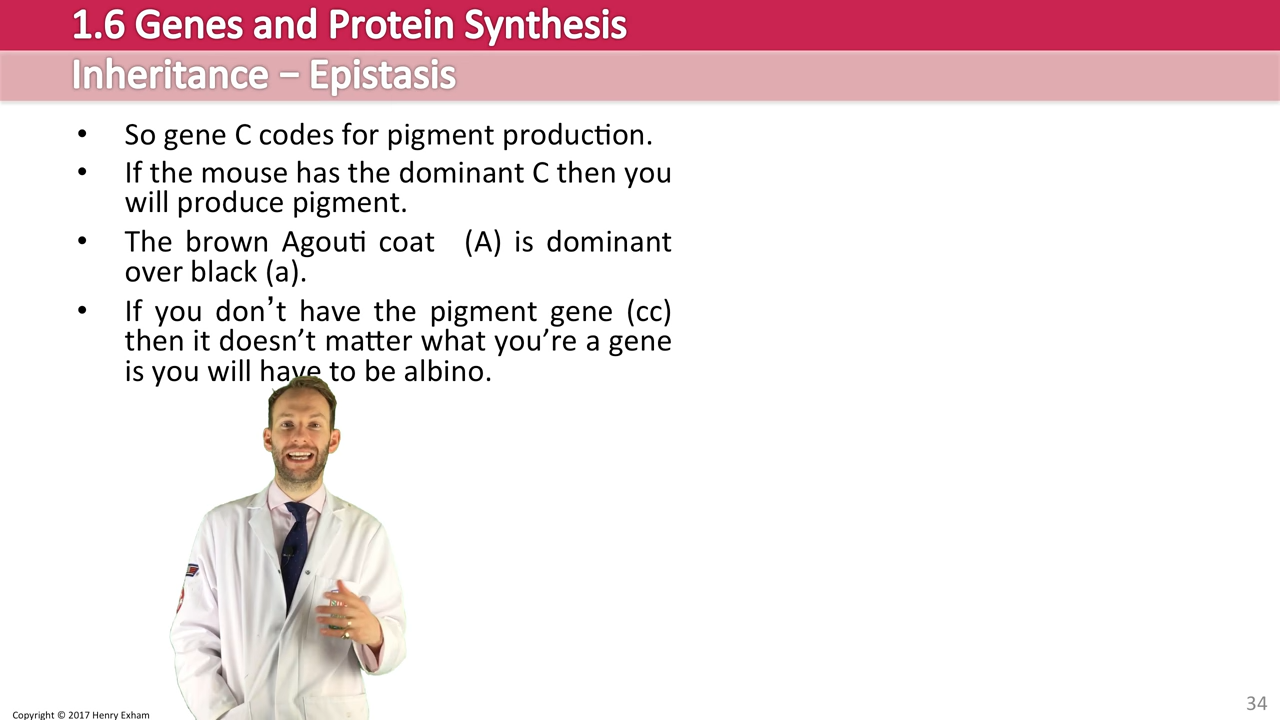 1.6 Genes and Protein Synthesis
Inheritance – Epistasis
• So gene C codes for pigment production.
• If the mouse has the dominant C then you
will produce pigment.
• The brown Agouti coat (A) is dominant
over black (a).
• If you don’t have the pigment gene (cc)
then it doesn’t matter what you’re a gene
is you will have to be albino.
Copyright © 2017 Henry Exham
34